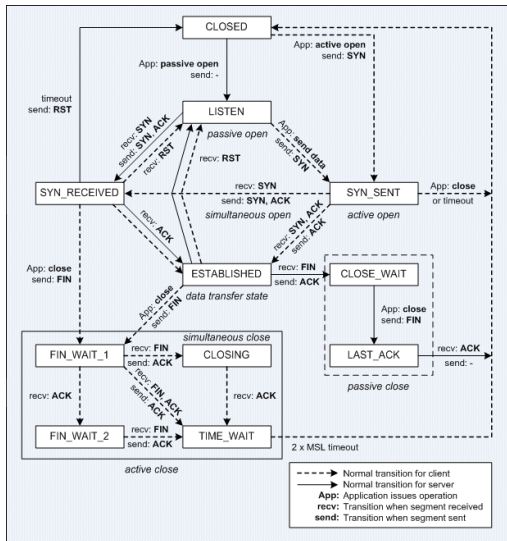 CLOSED
App: active open
send: SYN
App: passive open
send: -
timeout
send: RST
LISTEN
passive open
recv: SYN
send: SYN, ACK
recv: RST
recv: RST
App: send data
send: SYN
SYN_RECEIVED
recv: SYN
send: SYN, ACK
simultaneous open
SYN_SENT
active open
App: close
or timeout
recv: ACK
recv: SYN, ACK
send: ACK
ESTABLISHED
data transfer state
recv: FIN
send: ACK
CLOSE_WAIT
App: close
send: FIN
App: close
send: FIN
App: close
send: FIN
LAST_ACK
passive close
recv: ACK
send: -
simultaneous close
FIN_WAIT_1
recv: FIN
send: ACK
CLOSING
recv: ACK
recv: FIN, ACK
send: ACK
recv: ACK
FIN_WAIT_2
recv: FIN
send: ACK
TIME_WAIT
2 x MSL timeout
active close
Normal transition for client
Normal transition for server
App: Application issues operation
recv: Transition when segment received
send: Transition when segment sent